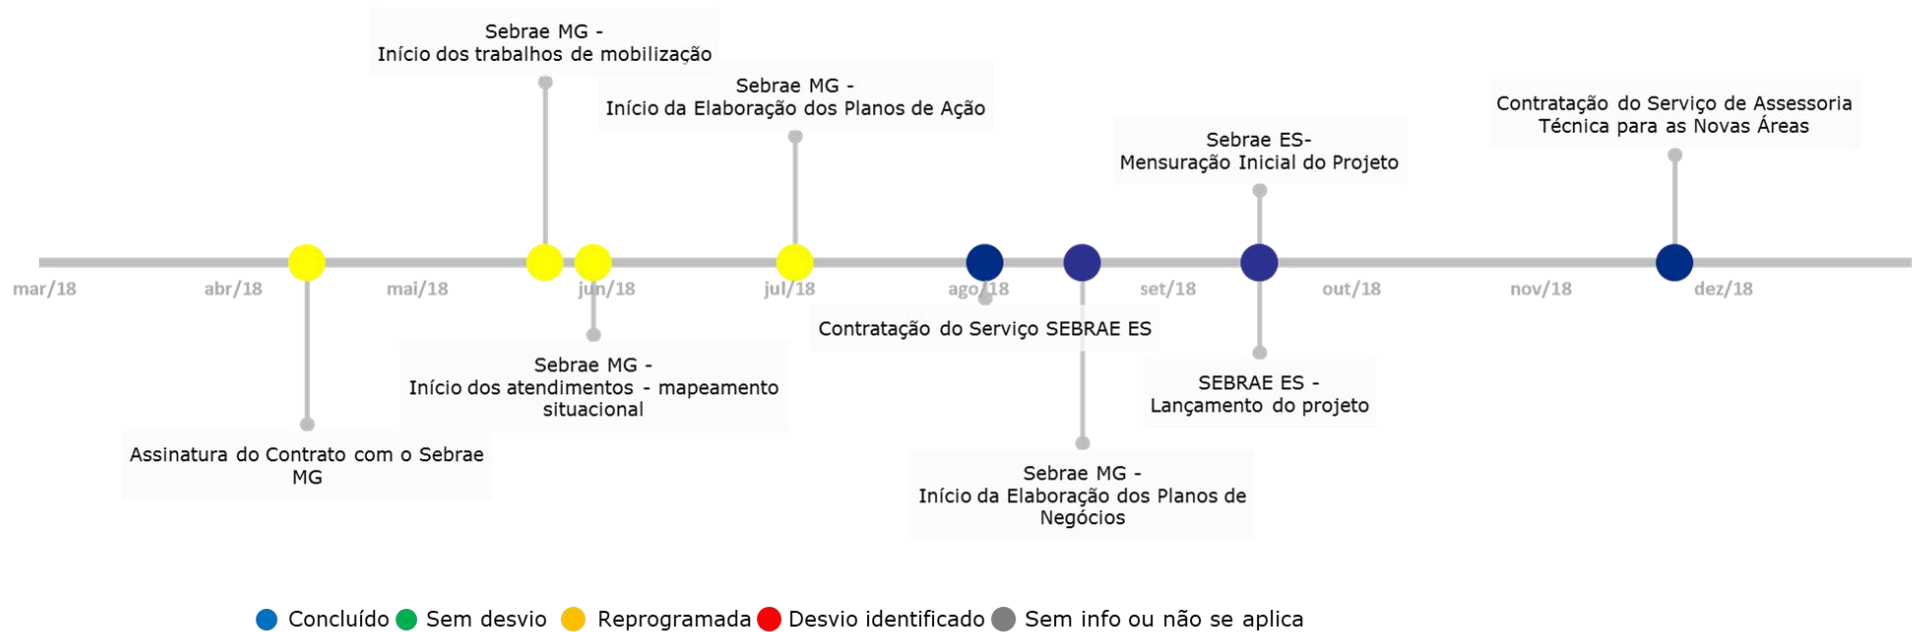 Sebrae MG -
Início dos trabalhos de mobilização
Sebrae MG -
Início da Elaboração dos Planos de Ação
Contratação do Serviço de Assessoria
Técnica para as Novas Áreas
Sebrae ES-
Mensuração Inicial do Projeto
mar/18
abr/18
mai/18
jun/18
jul/18
ago/18
set/18
out/18
nov/18
dez/18
Contratação do Serviço SEBRAE ES
Sebrae MG -
Início dos atendimentos - mapeamento
situacional
SEBRAE ES -
Lançamento do projeto
Assinatura do Contrato com o Sebrae
MG
Sebrae MG -
Início da Elaboração dos Planos de
Negócios
Concluído
Sem desvio
Reprogramada
Desvio identificado
Sem info ou não se aplica